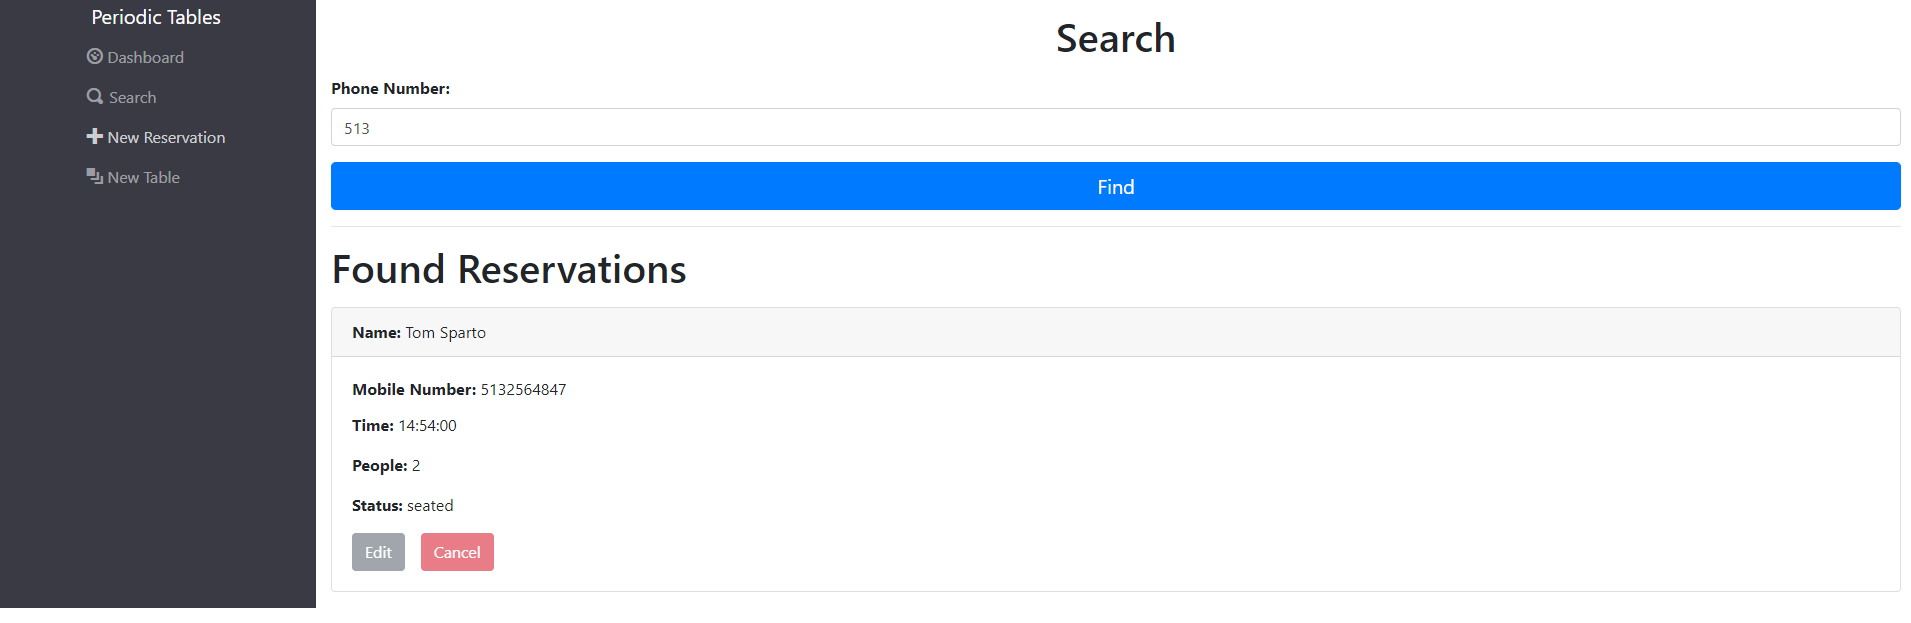 Periodic Tables
Dashboard
Search
New Reservation
New Table
Search
Phone Number:
513
Find
Found Reservations
Name: Tom Sparto
Mobile Number: 5132564847
Time: 14:54:00
People: 2
Status: seated
Edit Cancel